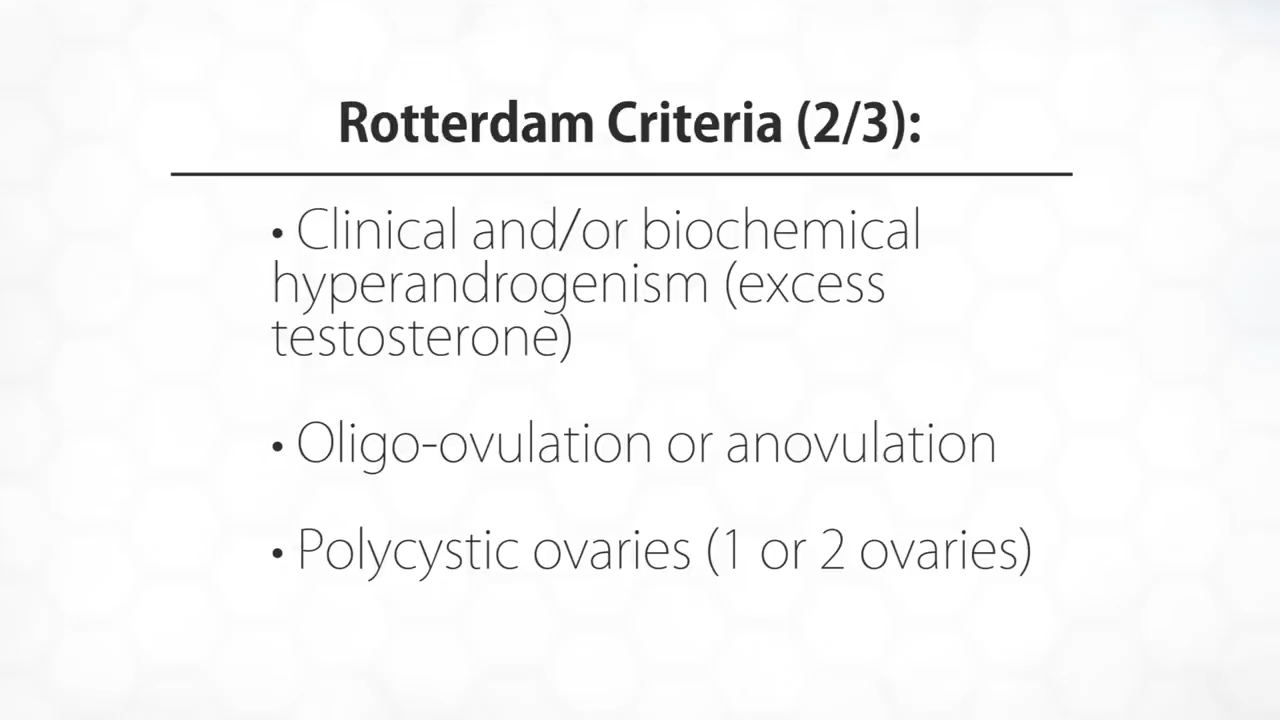 Rotterdam Criteria (2/3):
• Clinical and/or biochemical
hyperandrogenism (excess
testosterone)
• Oligo-ovulation or anovulation
• Polycystic ovaries (1 or 2 ovaries)